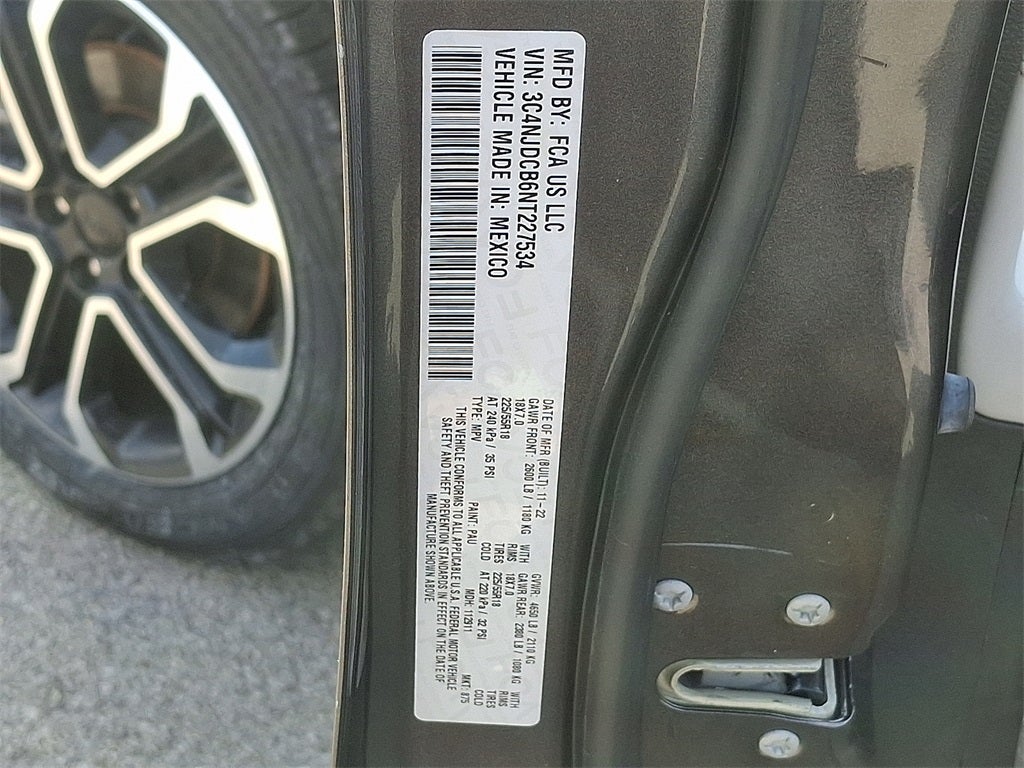 MFD BY: FCA US LLC
VIN: 3C4NJDCB6NT227534
VEHICLE MADE IN: MEXICO
DATE OF MFR (BUILT): 11-22 GVWR: 4650 LB / 2110 KG
GAWR FRONT: 2600 LB / 1180 KG WITH GAWR REAR: 2380 LB / 1080 KG WITH
18X7.0 RIMS 18X7.0 RIMS
225/55R18 TIRES 225/55R18 TIRES
AT 240 kPa / 35 PSI COLD AT 220 kPa / 32 PSI COLD
TYPE: MPV PAINT: PAU MDH: 112911 MKT: 875
THIS VEHICLE CONFORMS TO ALL APPLICABLE U.S.A. FEDERAL MOTOR VEHICLE
SAFETY AND THEFT PREVENTION STANDARDS IN EFFECT ON THE DATE OF
MANUFACTURE SHOWN ABOVE.